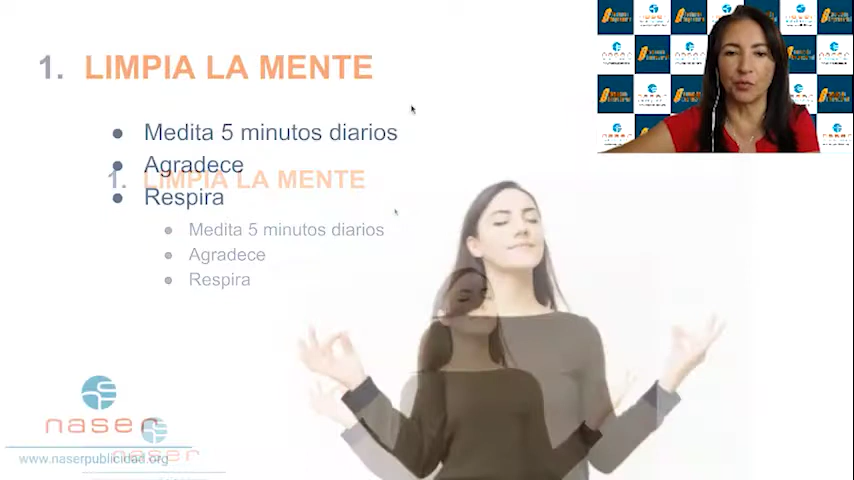 1. LIMPIA LA MENTE
● Medita 5 minutos diarios
● Agradece
1. LIMPIA LA MENTE
● Respira
● Medita 5 minutos diarios
● Agradece
● Respira
naser
naser
www.naserpublicidad.org